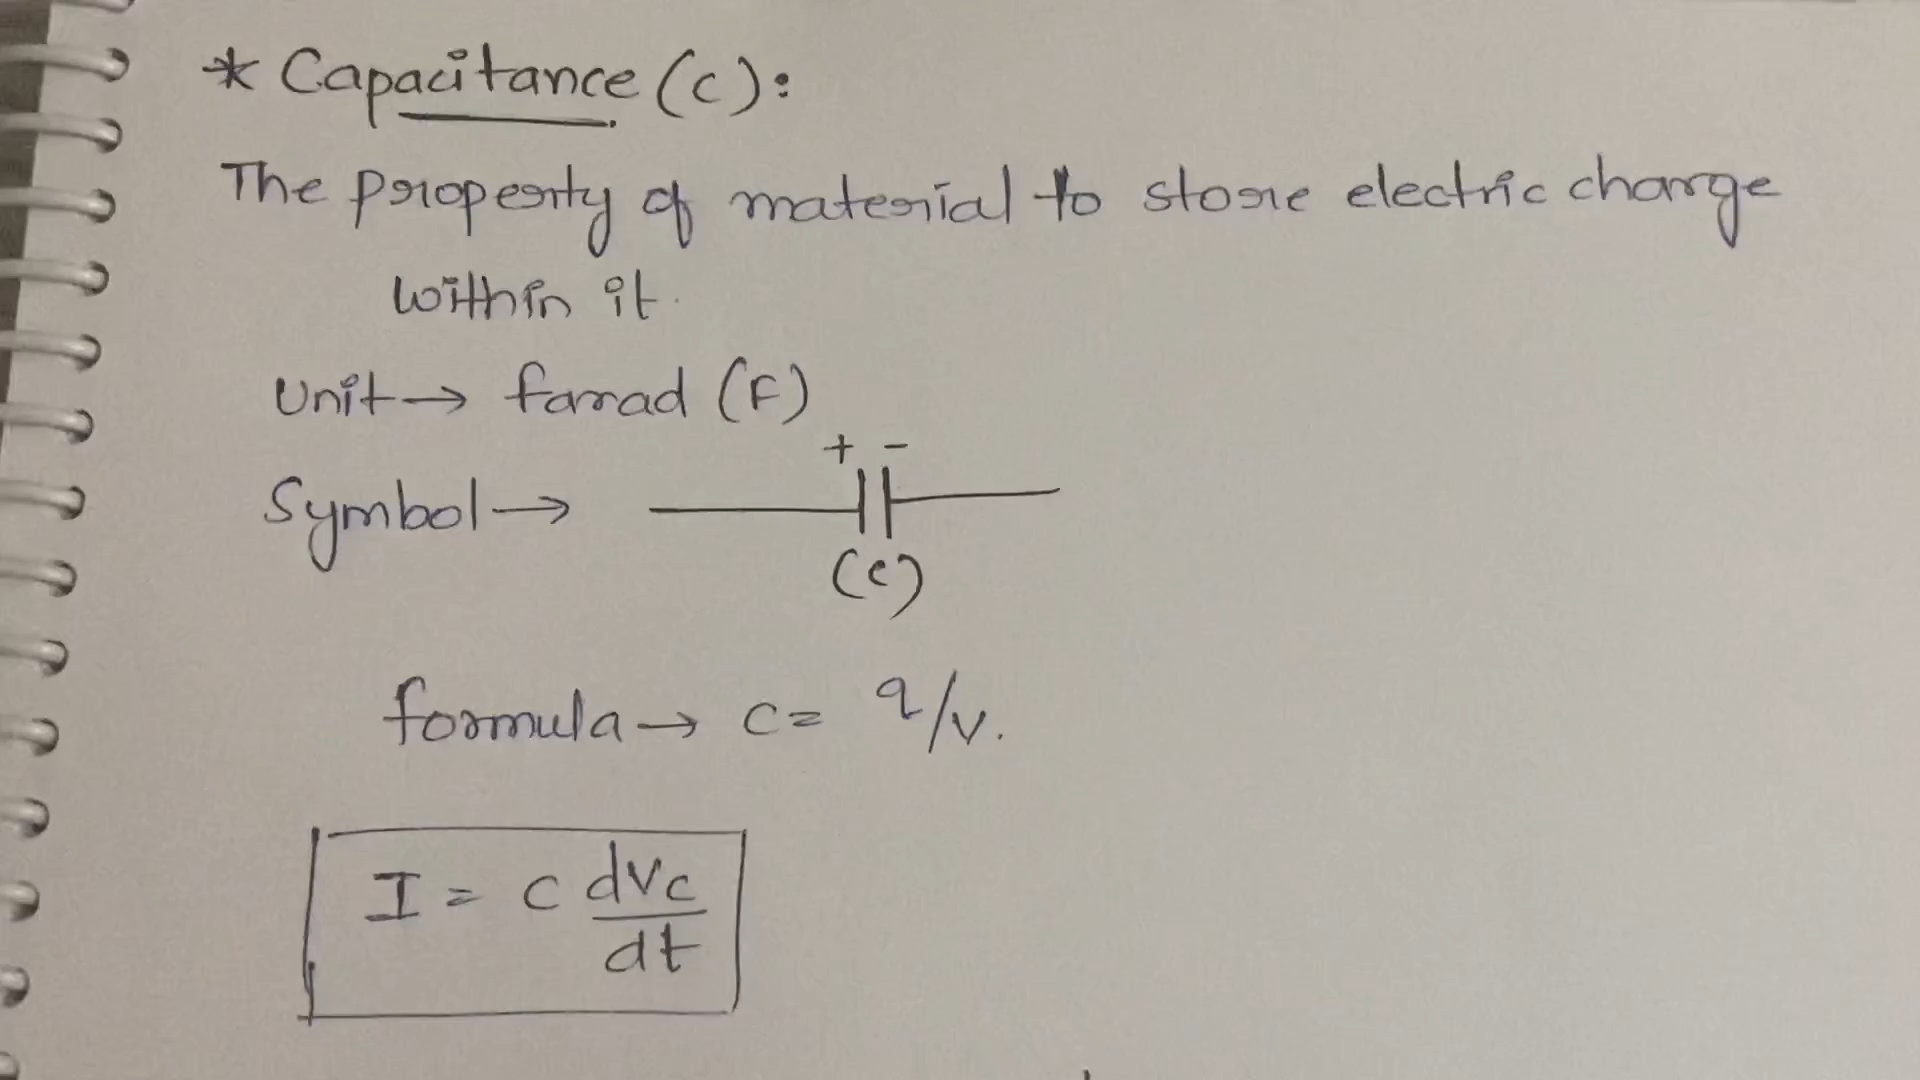 * Capacitance (C):
The property of material to store electric charge
within it.
Unit → farad (F)
+ -
Symbol →
(C)
formula → C = q/v.
I = C dVc/dt